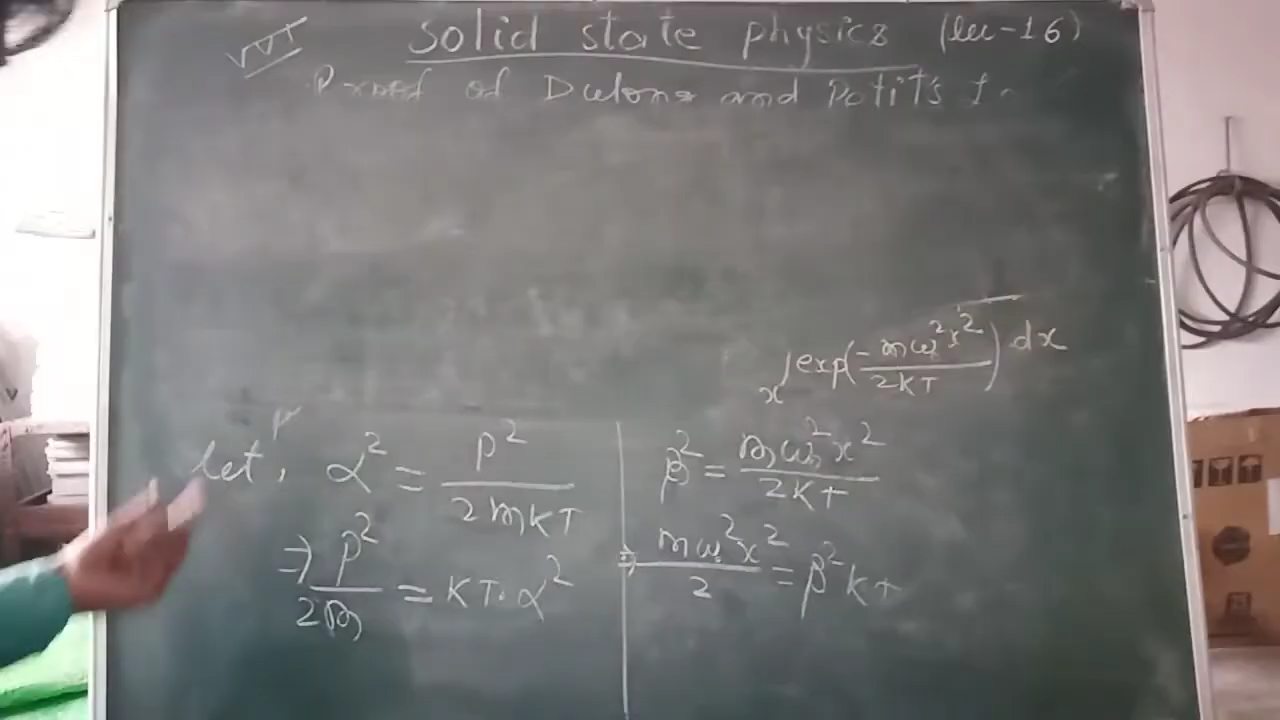 Solid state physics (lec-16)
Proof of Dulong and Petit's l
x ∫exp(-mω²x²/2KT) dx
let, α² = p²/2mKT
β² = mω²x²/2KT
⇒ p²/2m = KT.α²
⇒ mω²x²/2 = β²KT